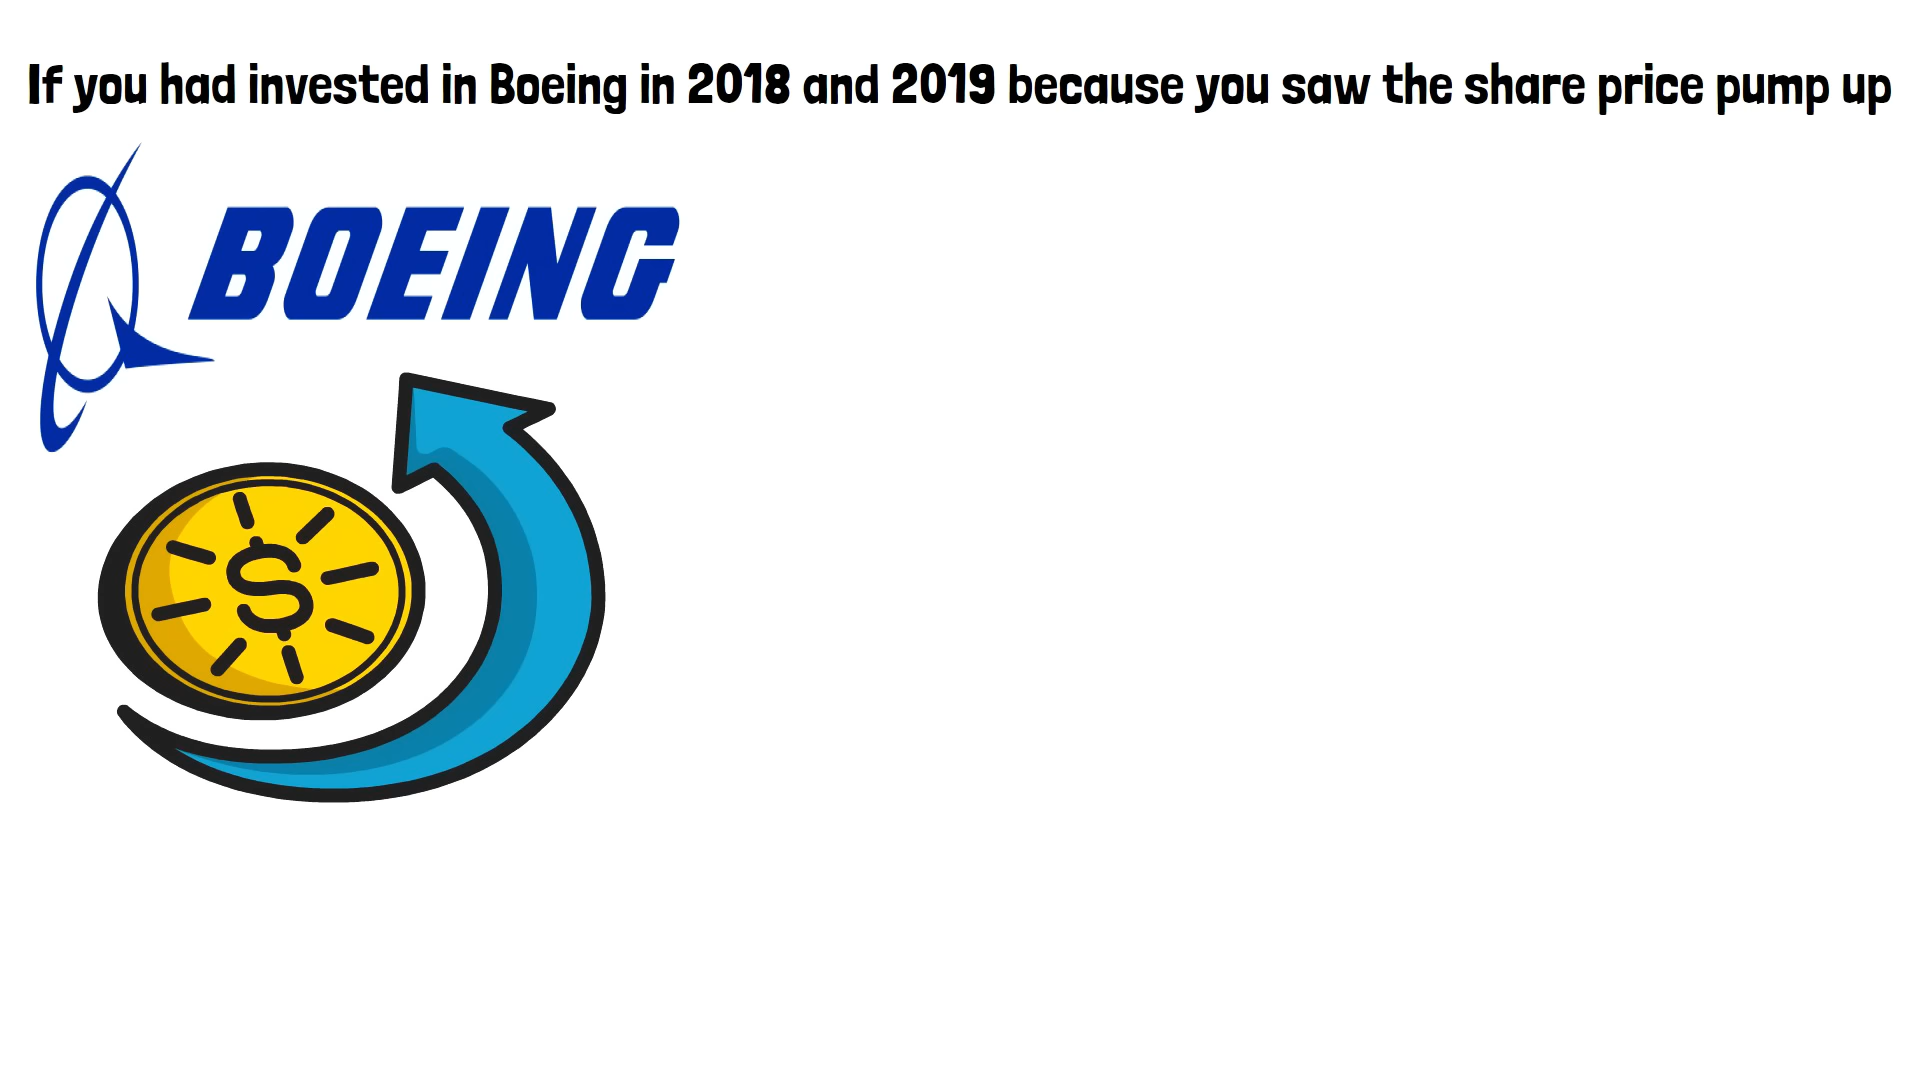 If you had invested in Boeing in 2018 and 2019 because you saw the share price pump up
BOEING
$